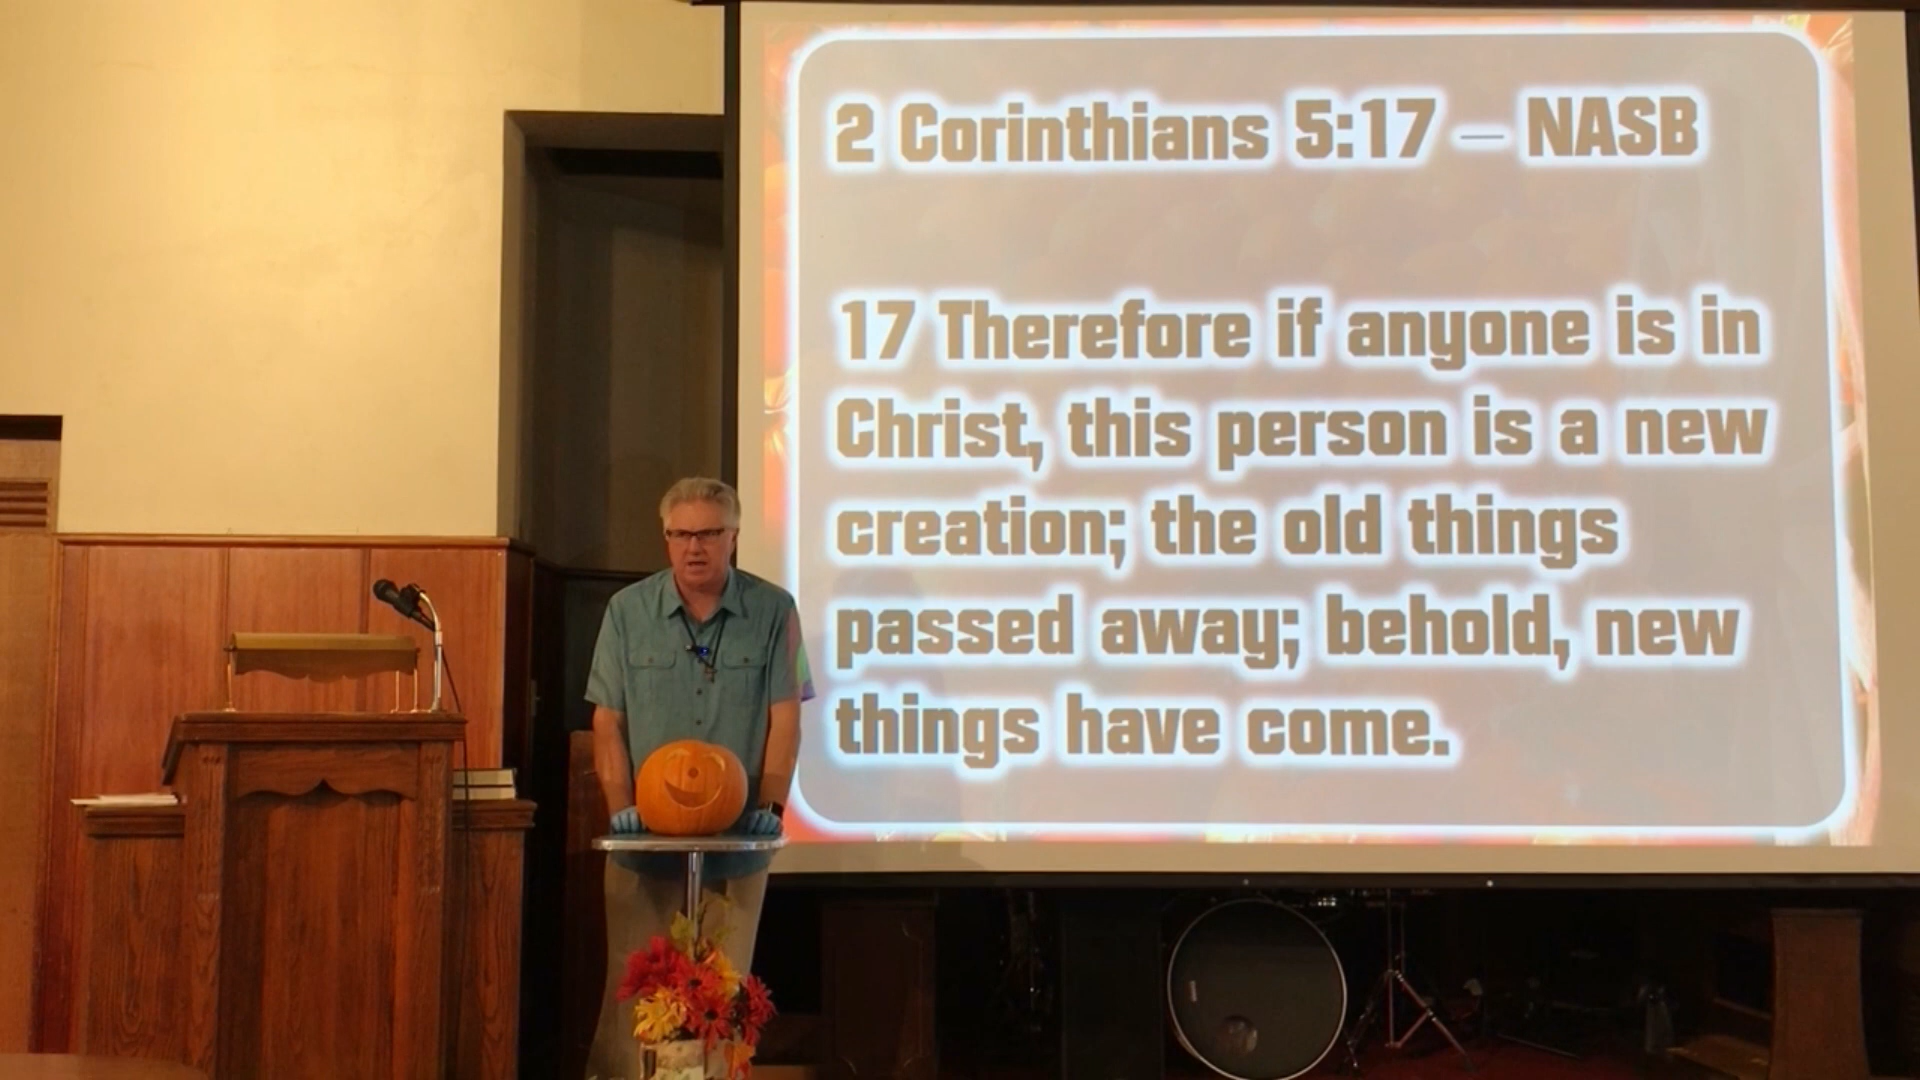 2 Corinthians 5:17 – NASB
17 Therefore if anyone is in
Christ, this person is a new
creation; the old things
passed away; behold, new
things have come.